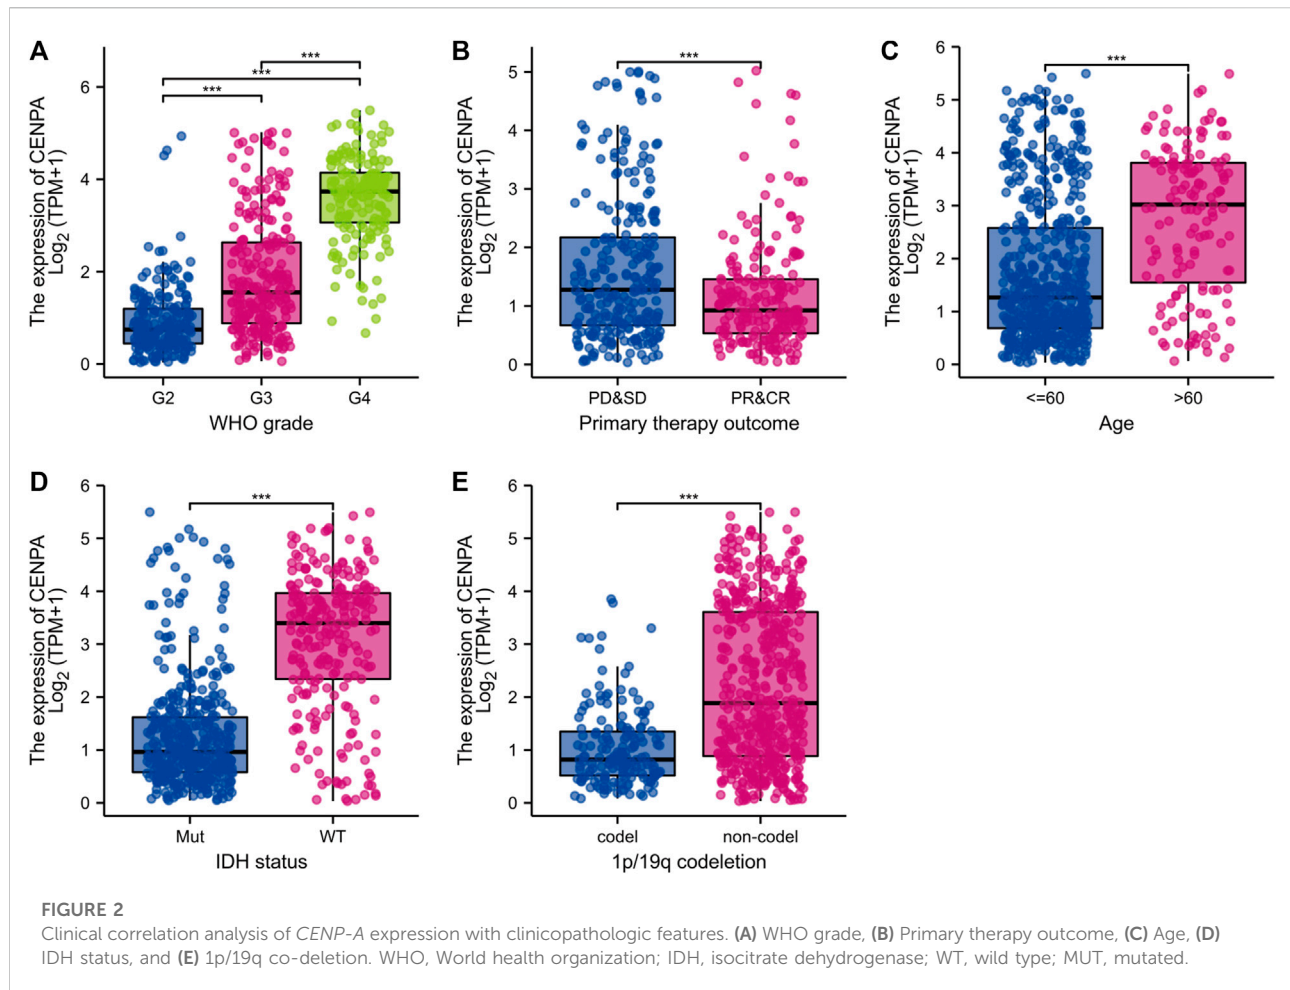 A
The expression of CENPA
Log2 (TPM+1)
6
4
2
0
***
***
***
G2 G3 G4
WHO grade
B
The expression of CENPA
Log2 (TPM+1)
5
4
3
2
1
0
***
PD&SD PR&CR
Primary therapy outcome
C
The expression of CENPA
Log2 (TPM+1)
6
5
4
3
2
1
0
***
<=60 >60
Age
D
The expression of CENPA
Log2 (TPM+1)
6
5
4
3
2
1
0
***
Mut WT
IDH status
E
The expression of CENPA
Log2 (TPM+1)
6
5
4
3
2
1
0
***
codel non-codel
1p/19q codeletion
FIGURE 2
Clinical correlation analysis of CENP-A expression with clinicopathologic features. (A) WHO grade, (B) Primary therapy outcome, (C) Age, (D)
IDH status, and (E) 1p/19q co-deletion. WHO, World health organization; IDH, isocitrate dehydrogenase; WT, wild type; MUT, mutated.